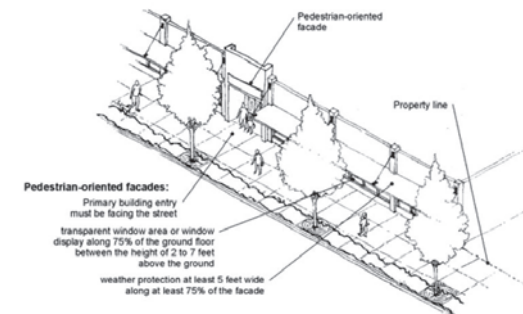 Pedestrian-oriented
facade
Property line
Pedestrian-oriented facades:
Primary building entry
must be facing the street
transparent window area or window
display along 75% of the ground floor
between the height of 2 to 7 feet
above the ground
weather protection at least 5 feet wide
along at least 75% of the facade